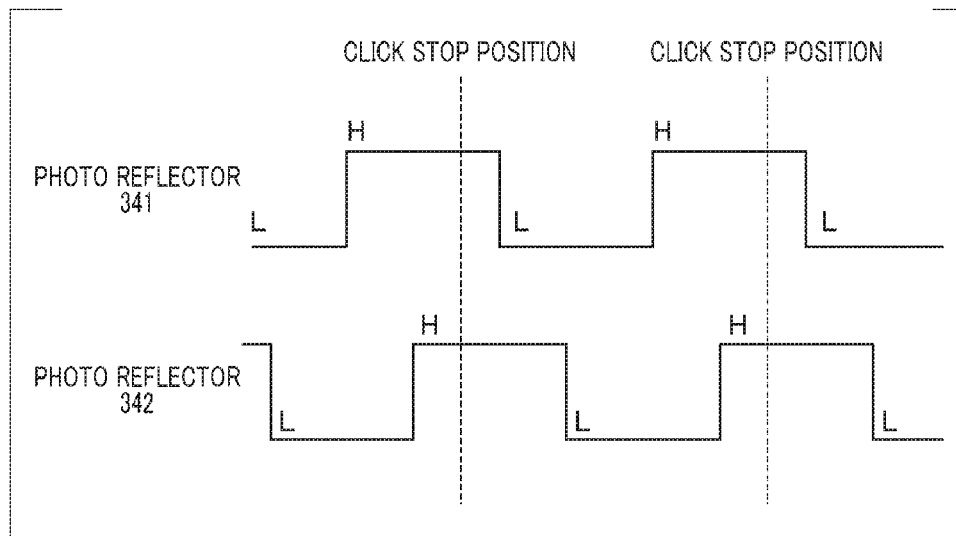 CLICK STOP POSITION CLICK STOP POSITION
H H
PHOTO REFLECTOR
341
L L L
H H
PHOTO REFLECTOR
342
L L L